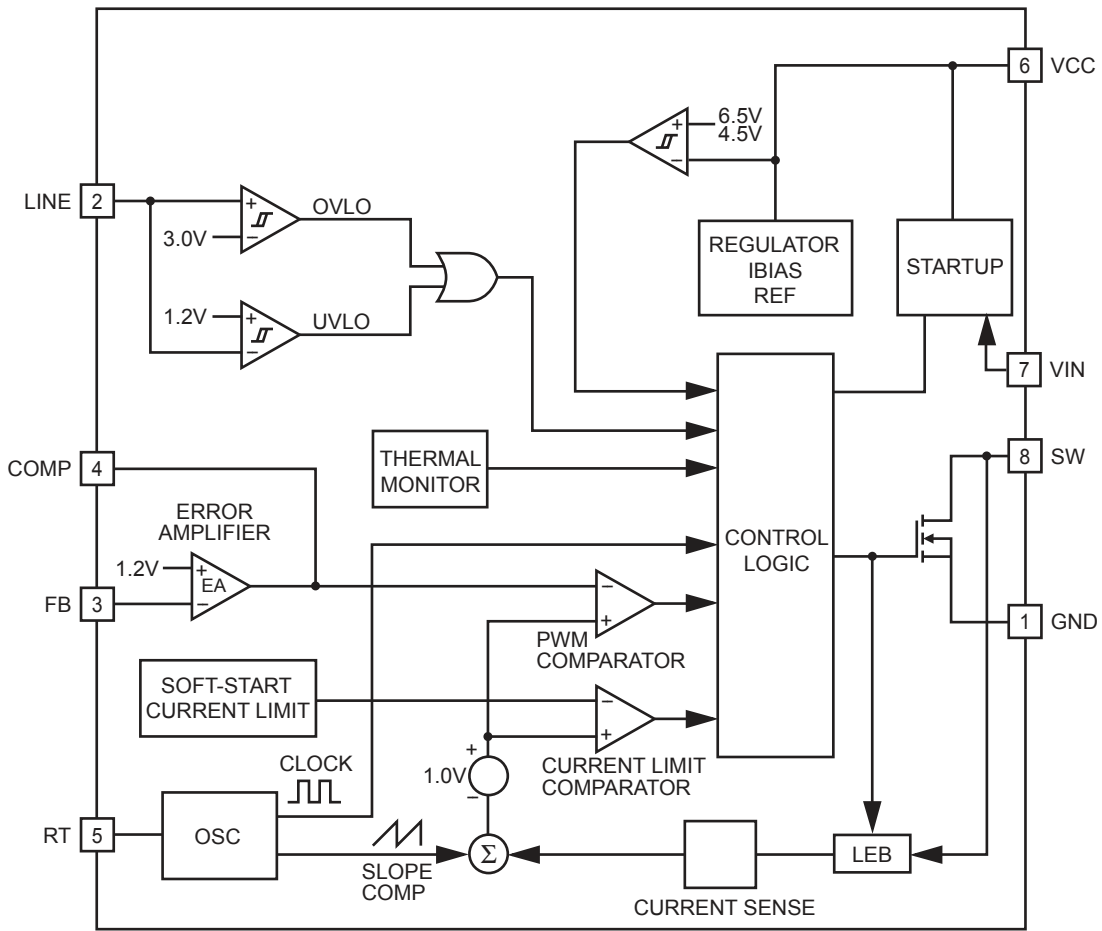 6 VCC
6.5V
4.5V
+
−
LINE 2
+
OVLO
3.0V
−
REGULATOR
IBIAS
REF
STARTUP
1.2V
+
UVLO
−
7 VIN
COMP 4
THERMAL
MONITOR
8 SW
ERROR
AMPLIFIER
CONTROL
LOGIC
1.2V
+
EA
−
FB 3
−
+
PWM
COMPARATOR
1 GND
SOFT-START
CURRENT LIMIT
−
+
+
1.0V
−
CURRENT LIMIT
COMPARATOR
CLOCK
RT 5
OSC
SLOPE
COMP
Σ
LEB
CURRENT SENSE